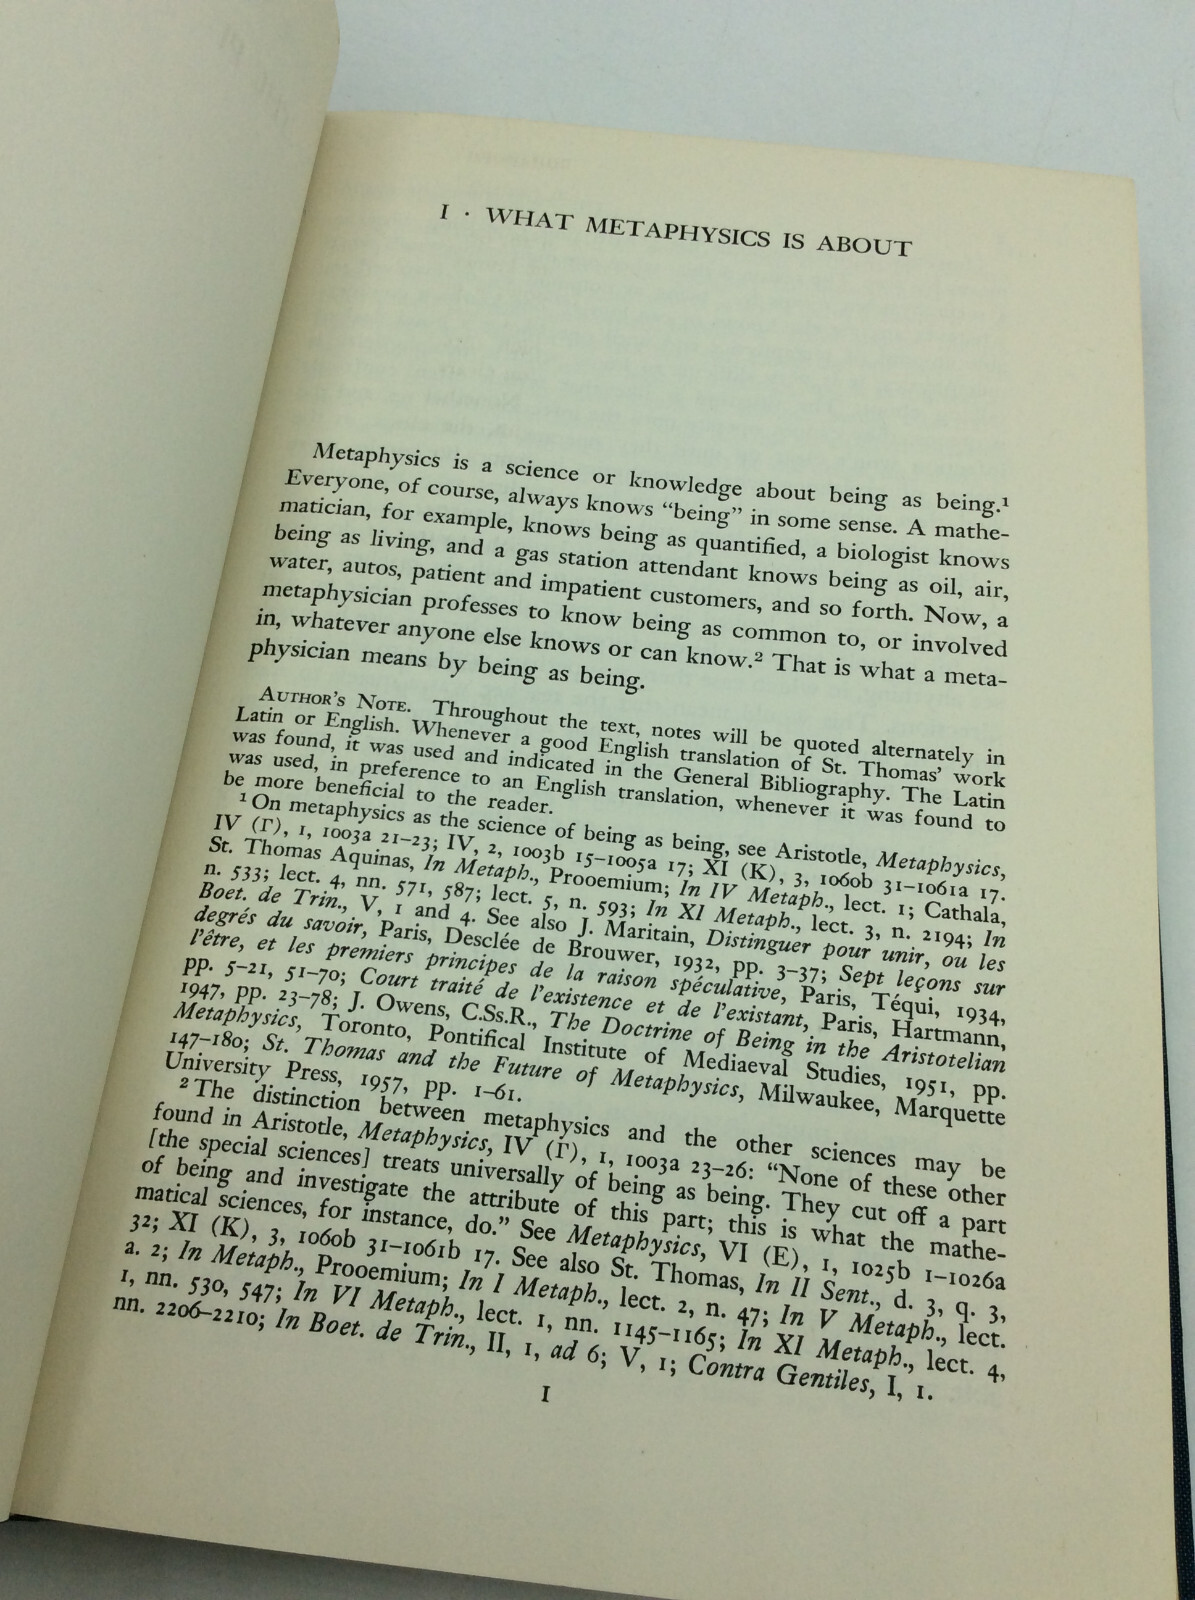 I · WHAT METAPHYSICS IS ABOUT
Metaphysics is a science or knowledge about being as being.¹
Everyone, of course, always knows “being” in some sense. A mathe-
matician, for example, knows being as quantified, a biologist knows
being as living, and a gas station attendant knows being as oil, air,
water, autos, patient and impatient customers, and so forth. Now, a
metaphysician professes to know being as common to, or involved
in, whatever anyone else knows or can know.² That is what a meta-
physician means by being as being.
AUTHOR’S NOTE. Throughout the text, notes will be quoted alternately in
Latin or English. Whenever a good English translation of St. Thomas’ work
was found, it was used and indicated in the General Bibliography. The Latin
was used, in preference to an English translation, whenever it was found to
be more beneficial to the reader.
¹ On metaphysics as the science of being as being, see Aristotle, Metaphysics,
IV (Γ), 1, 1003a 21–23; IV, 2, 1003b 15–1005a 17; XI (K), 3, 1060b 31–1061a 17.
St. Thomas Aquinas, In Metaph., Prooemium; In IV Metaph., lect. 1; Cathala,
n. 533; lect. 4, nn. 571, 587; lect. 5, n. 593; In XI Metaph., lect. 3, n. 2194; In
Boet. de Trin., V, 1 and 4. See also J. Maritain, Distinguer pour unir, ou les
degrés du savoir, Paris, Desclée de Brouwer, 1932, pp. 3–37; Sept leçons sur
l’être, et les premiers principes de la raison spéculative, Paris, Téqui, 1934,
pp. 5–21, 51–70; Court traité de l’existence et de l’existant, Paris, Hartmann,
1947, pp. 23–78; J. Owens, C.Ss.R., The Doctrine of Being in the Aristotelian
Metaphysics, Toronto, Pontifical Institute of Mediaeval Studies, 1951, pp.
147–180; St. Thomas and the Future of Metaphysics, Milwaukee, Marquette
University Press, 1957, pp. 1–61.
² The distinction between metaphysics and the other sciences may be
found in Aristotle, Metaphysics, IV (Γ), 1, 1003a 23–26: “None of these other
[the special sciences] treats universally of being as being. They cut off a part
of being and investigate the attribute of this part; this is what the mathe-
matical sciences, for instance, do.” See Metaphysics, VI (E), 1, 1025b 1–1026a
32; XI (K), 3, 1060b 31–1061b 17. See also St. Thomas, In II Sent., d. 3, q. 3,
a. 2; In Metaph., Prooemium; In I Metaph., lect. 2, n. 47; In V Metaph., lect.
1, nn. 530, 547; In VI Metaph., lect. 1, nn. 1145–1165; In XI Metaph., lect. 4,
nn. 2206–2210; In Boet. de Trin., II, 1, ad 6; V, 1; Contra Gentiles, I, 1.
I